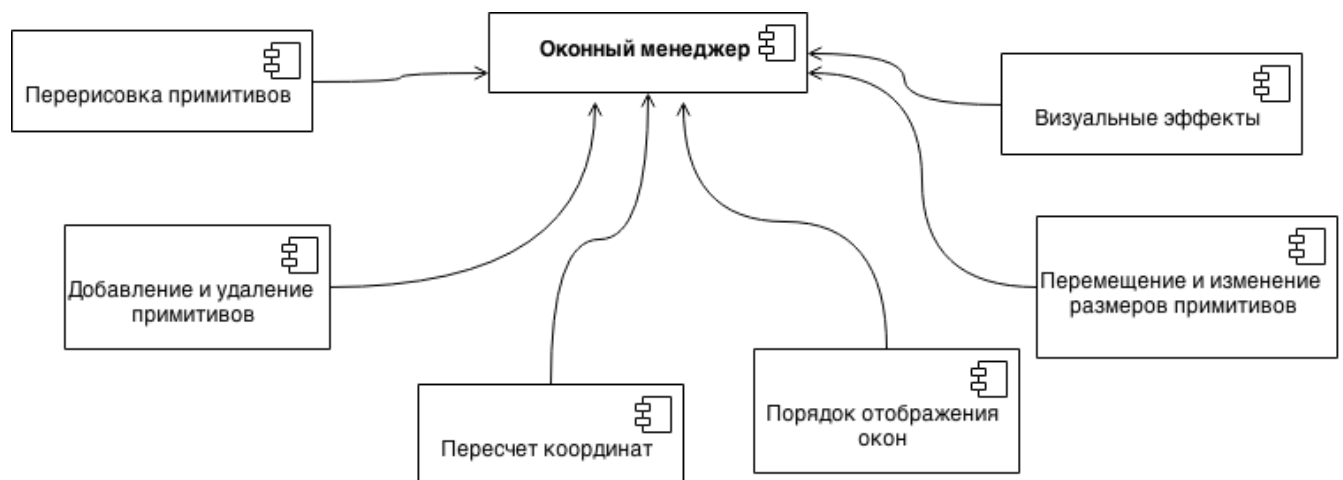 Оконный менеджер
Перерисовка примитивов
Визуальные эффекты
Добавление и удаление
примитивов
Перемещение и изменение
размеров примитивов
Пересчет координат
Порядок отображения
окон